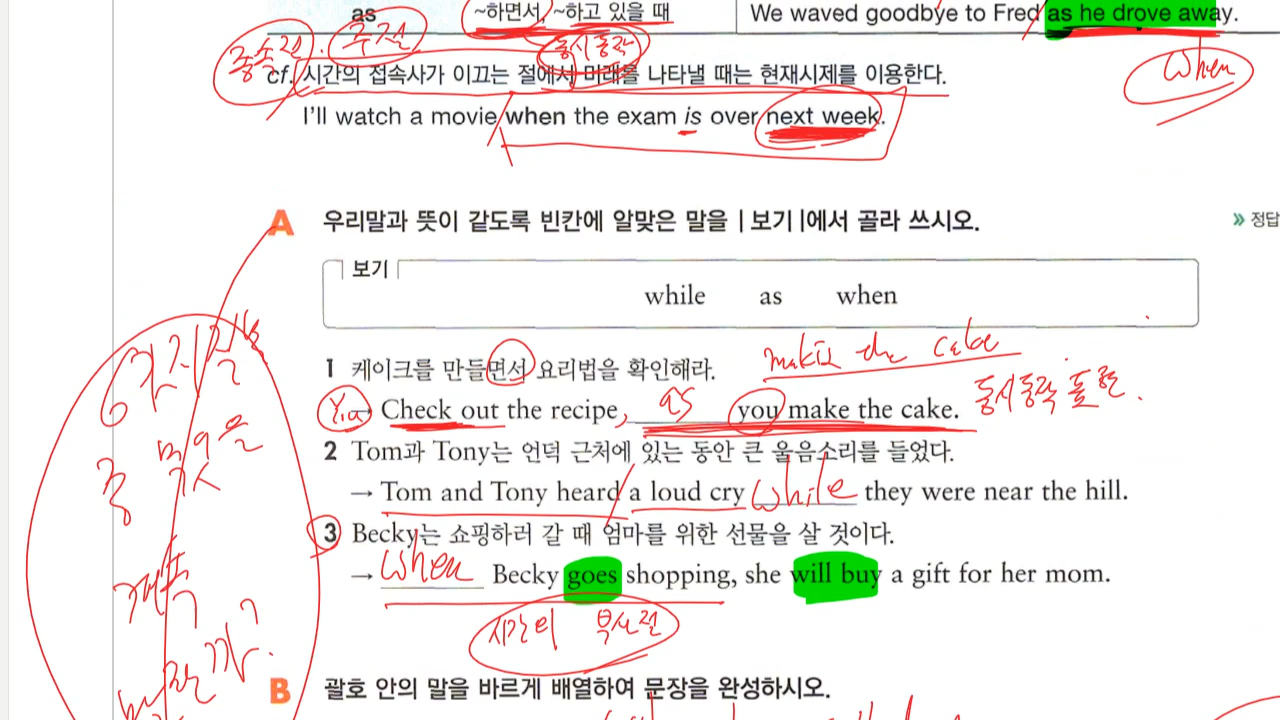 as
~하면서, ~하고 있을 때
We waved goodbye to Fred as he drove away.
종속절. 주절
동시동작
when
cf. 시간의 접속사가 이끄는 절에서 미래를 나타낼 때는 현재시제를 이용한다.
I'll watch a movie when the exam is over next week.
A 우리말과 뜻이 같도록 빈칸에 알맞은 말을 |보기|에서 골라 쓰시오.
» 정답
보기
while as when
the cake
1 케이크를 만들면서 요리법을 확인해라.
→ Check out the recipe, as you make the cake.
동시동작
2 Tom과 Tony는 언덕 근처에 있는 동안 큰 울음소리를 들었다.
→ Tom and Tony heard a loud cry while they were near the hill.
3 Becky는 쇼핑하러 갈 때 엄마를 위한 선물을 살 것이다.
→ when Becky goes shopping, she will buy a gift for her mom.
시간의 부사절
B 괄호 안의 말을 바르게 배열하여 문장을 완성하시오.